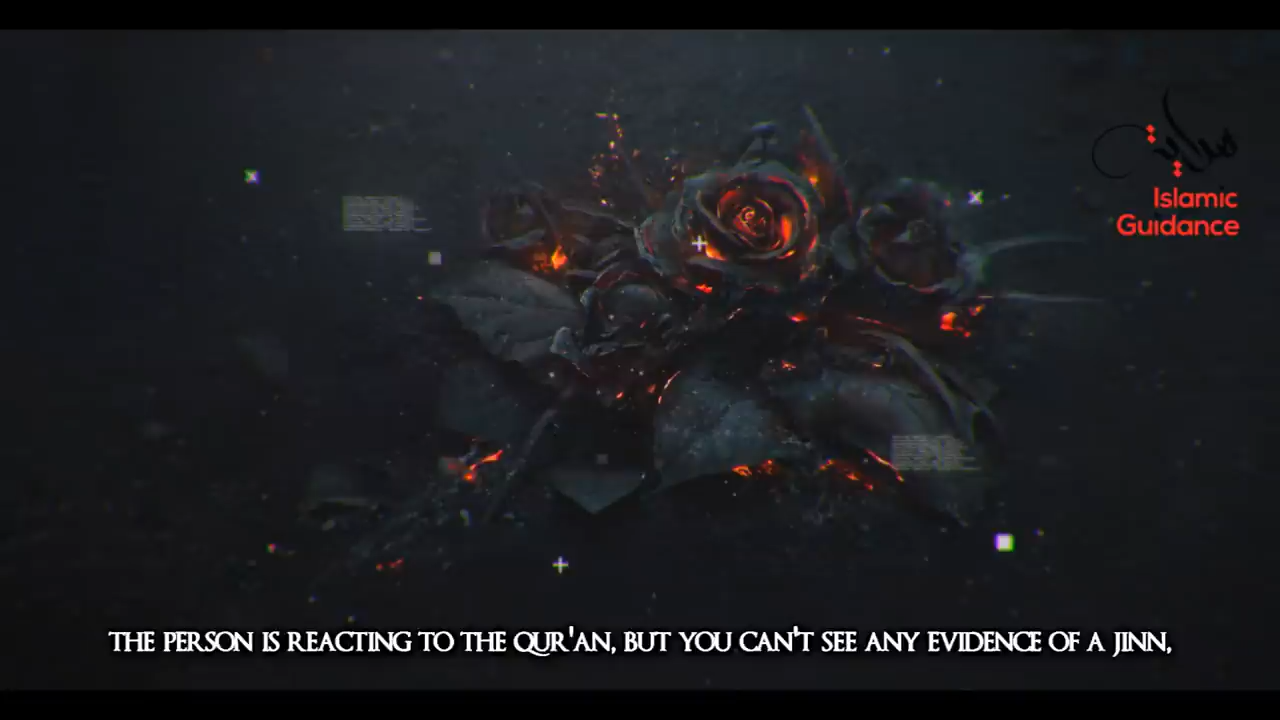 Islamic
Guidance
THE PERSON IS REACTING TO THE QUR'AN, BUT YOU CAN'T SEE ANY EVIDENCE OF A JINN,